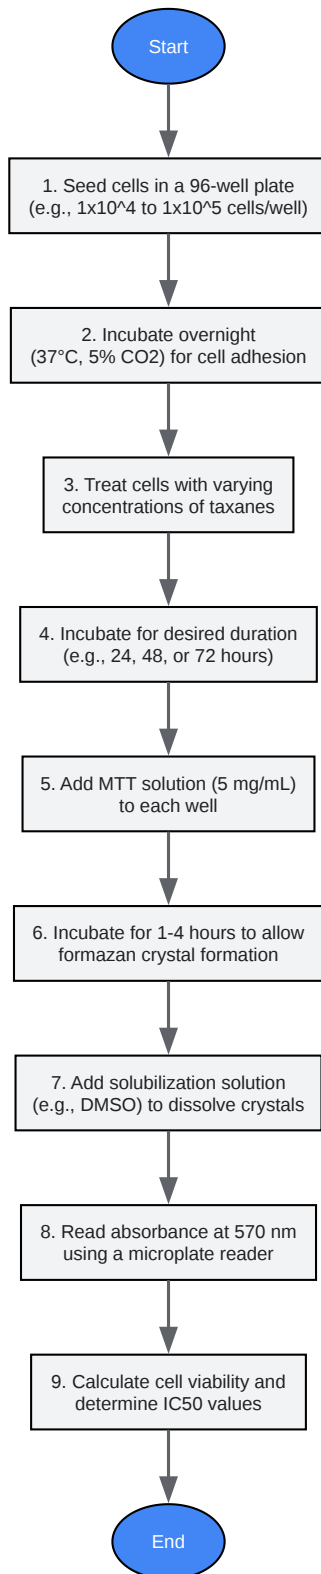 Start
1. Seed cells in a 96-well plate
(e.g., 1x10^4 to 1x10^5 cells/well)
2. Incubate overnight
(37°C, 5% CO2) for cell adhesion
3. Treat cells with varying
concentrations of taxanes
4. Incubate for desired duration
(e.g., 24, 48, or 72 hours)
5. Add MTT solution (5 mg/mL)
to each well
6. Incubate for 1-4 hours to allow
formazan crystal formation
7. Add solubilization solution
(e.g., DMSO) to dissolve crystals
8. Read absorbance at 570 nm
using a microplate reader
9. Calculate cell viability and
determine IC50 values
End